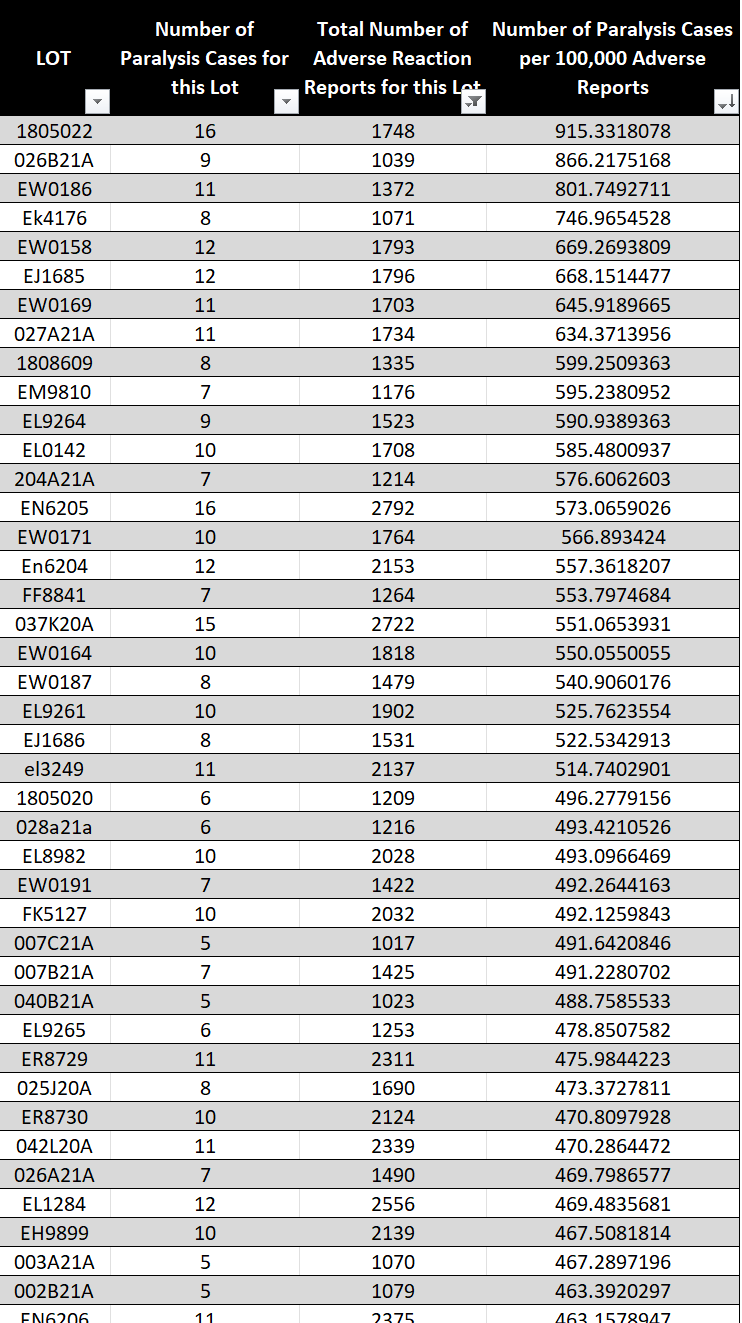 LOT Number of Paralysis Cases for this Lot Total Number of Adverse Reaction Reports for this Lot Number of Paralysis Cases per 100,000 Adverse Reports
1805022 16 1748 915.3318078
026B21A 9 1039 866.2175168
EW0186 11 1372 801.7492711
Ek4176 8 1071 746.9654528
EW0158 12 1793 669.2693809
EJ1685 12 1796 668.1514477
EW0169 11 1703 645.9189665
027A21A 11 1734 634.3713956
1808609 8 1335 599.2509363
EM9810 7 1176 595.2380952
EL9264 9 1523 590.9389363
EL0142 10 1708 585.4800937
204A21A 7 1214 576.6062603
EN6205 16 2792 573.0659026
EW0171 10 1764 566.893424
En6204 12 2153 557.3618207
FF8841 7 1264 553.7974684
037K20A 15 2722 551.0653931
EW0164 10 1818 550.0550055
EW0187 8 1479 540.9060176
EL9261 10 1902 525.7623554
EJ1686 8 1531 522.5342913
el3249 11 2137 514.7402901
1805020 6 1209 496.2779156
028a21a 6 1216 493.4210526
EL8982 10 2028 493.0966469
EW0191 7 1422 492.2644163
FK5127 10 2032 492.1259843
007C21A 5 1017 491.6420846
007B21A 7 1425 491.2280702
040B21A 5 1023 488.7585533
EL9265 6 1253 478.8507582
ER8729 11 2311 475.9844223
025J20A 8 1690 473.3727811
ER8730 10 2124 470.8097928
042L20A 11 2339 470.2864472
026A21A 7 1490 469.7986577
EL1284 12 2556 469.4835681
EH9899 10 2139 467.5081814
003A21A 5 1070 467.2897196
002B21A 5 1079 463.3920297
EN6206 11 2375 463.1578947